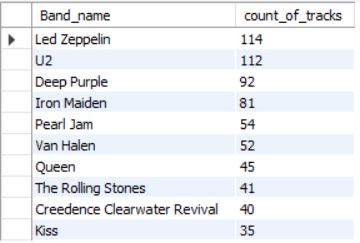 Band_name count_of_tracks
Led Zeppelin 114
U2 112
Deep Purple 92
Iron Maiden 81
Pearl Jam 54
Van Halen 52
Queen 45
The Rolling Stones 41
Creedence Clearwater Revival 40
Kiss 35